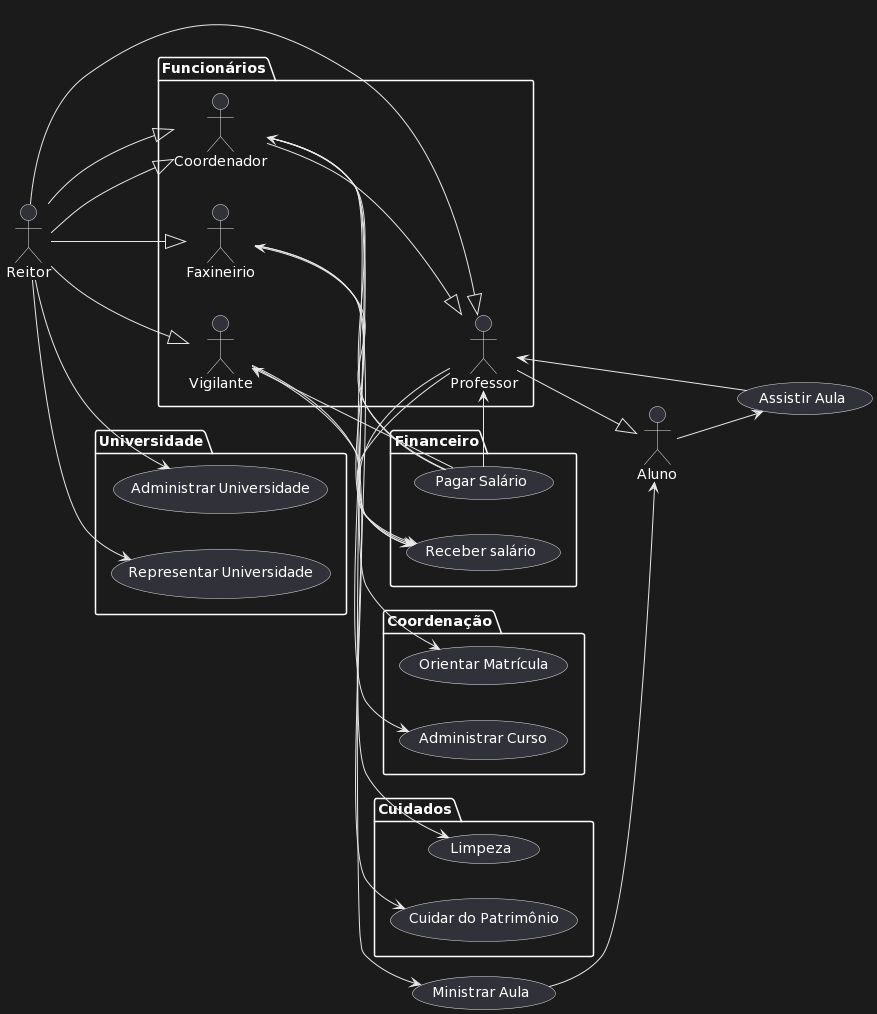 Funcionários
Coordenador
Reitor
Faxineirio
Vigilante
Professor
Assistir Aula
Aluno
Universidade
Administrar Universidade
Representar Universidade
Financeiro
Pagar Salário
Receber salário
Coordenação
Orientar Matrícula
Administrar Curso
Cuidados
Limpeza
Cuidar do Patrimônio
Ministrar Aula